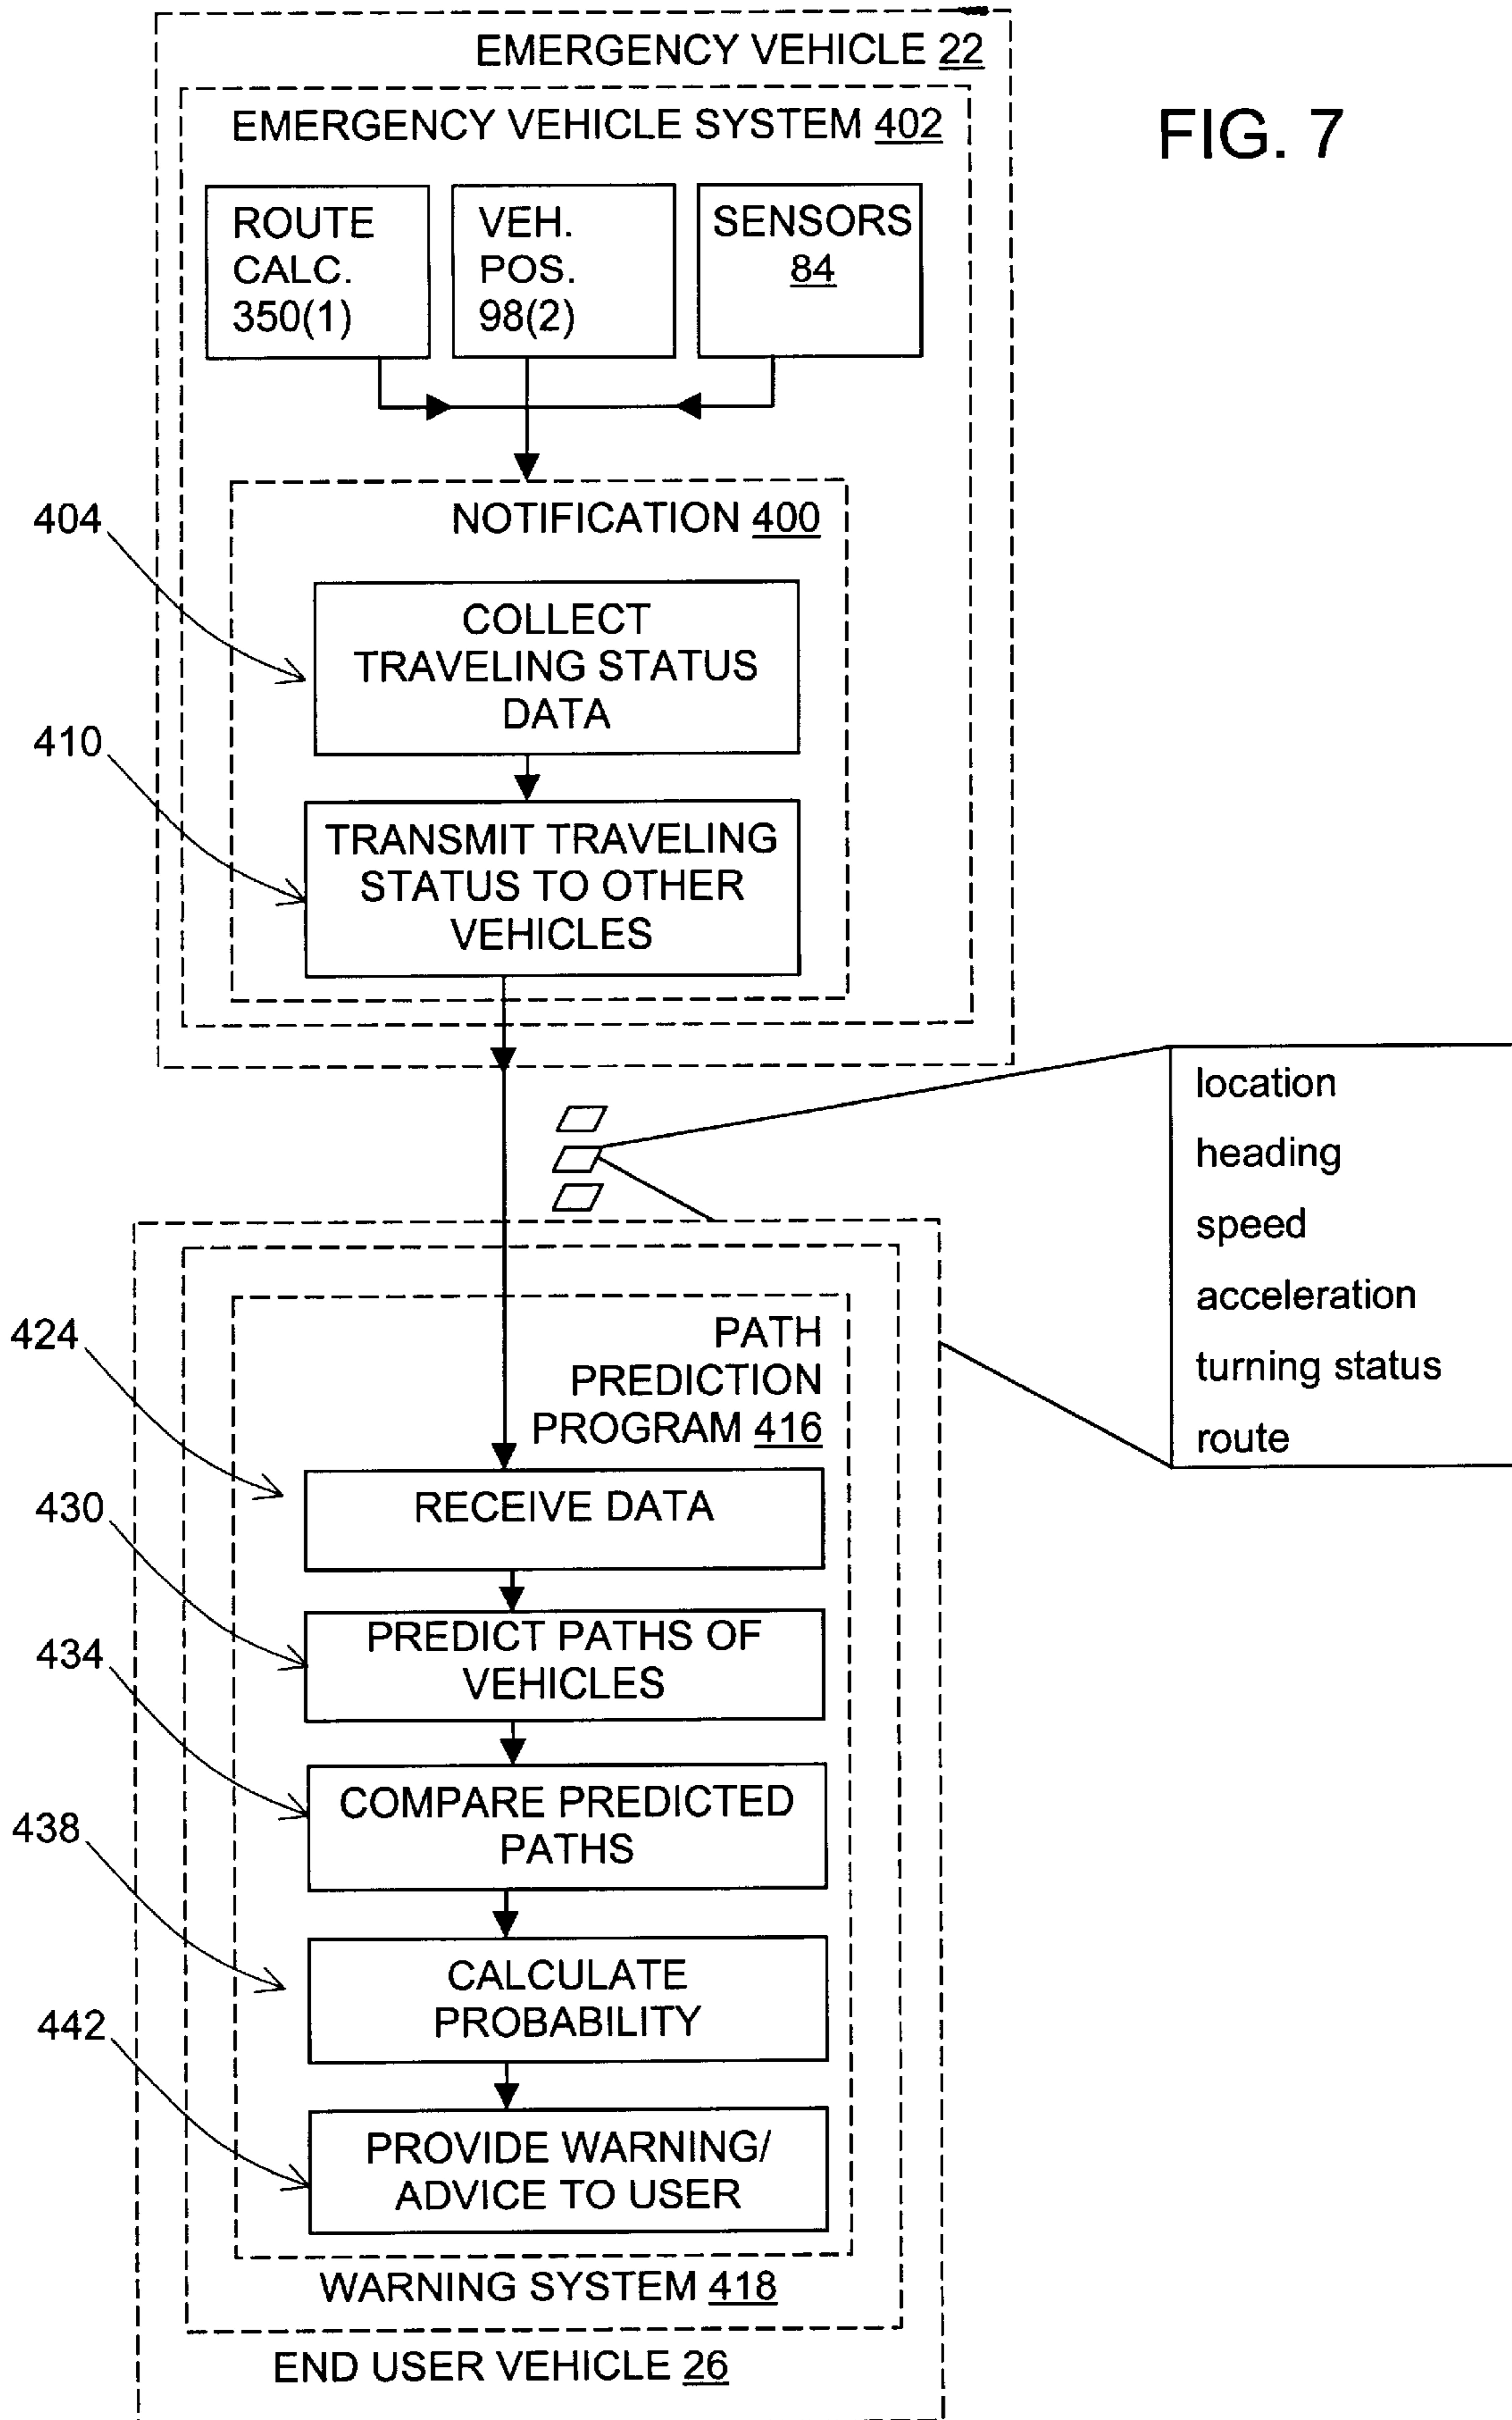 EMERGENCY VEHICLE 22
EMERGENCY VEHICLE SYSTEM 402
FIG. 7
ROUTE
CALC.
350(1)
VEH.
POS.
98(2)
SENSORS
84
NOTIFICATION 400
404
COLLECT
TRAVELING STATUS
DATA
410
TRANSMIT TRAVELING
STATUS TO OTHER
VEHICLES
location
heading
speed
acceleration
turning status
route
PATH
PREDICTION
PROGRAM 416
424
RECEIVE DATA
430
PREDICT PATHS OF
VEHICLES
434
COMPARE PREDICTED
PATHS
438
CALCULATE
PROBABILITY
442
PROVIDE WARNING/
ADVICE TO USER
WARNING SYSTEM 418
END USER VEHICLE 26